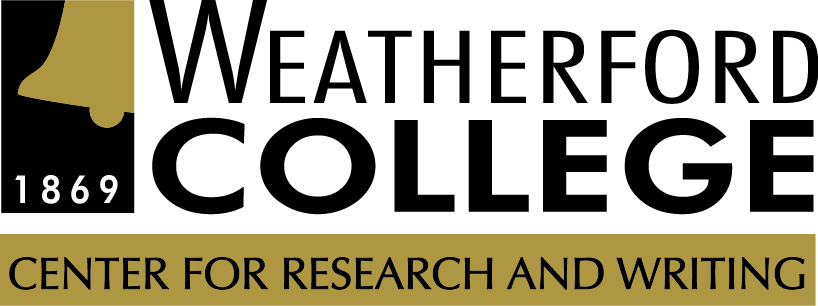 1869
WEATHERFORD
COLLEGE
CENTER FOR RESEARCH AND WRITING